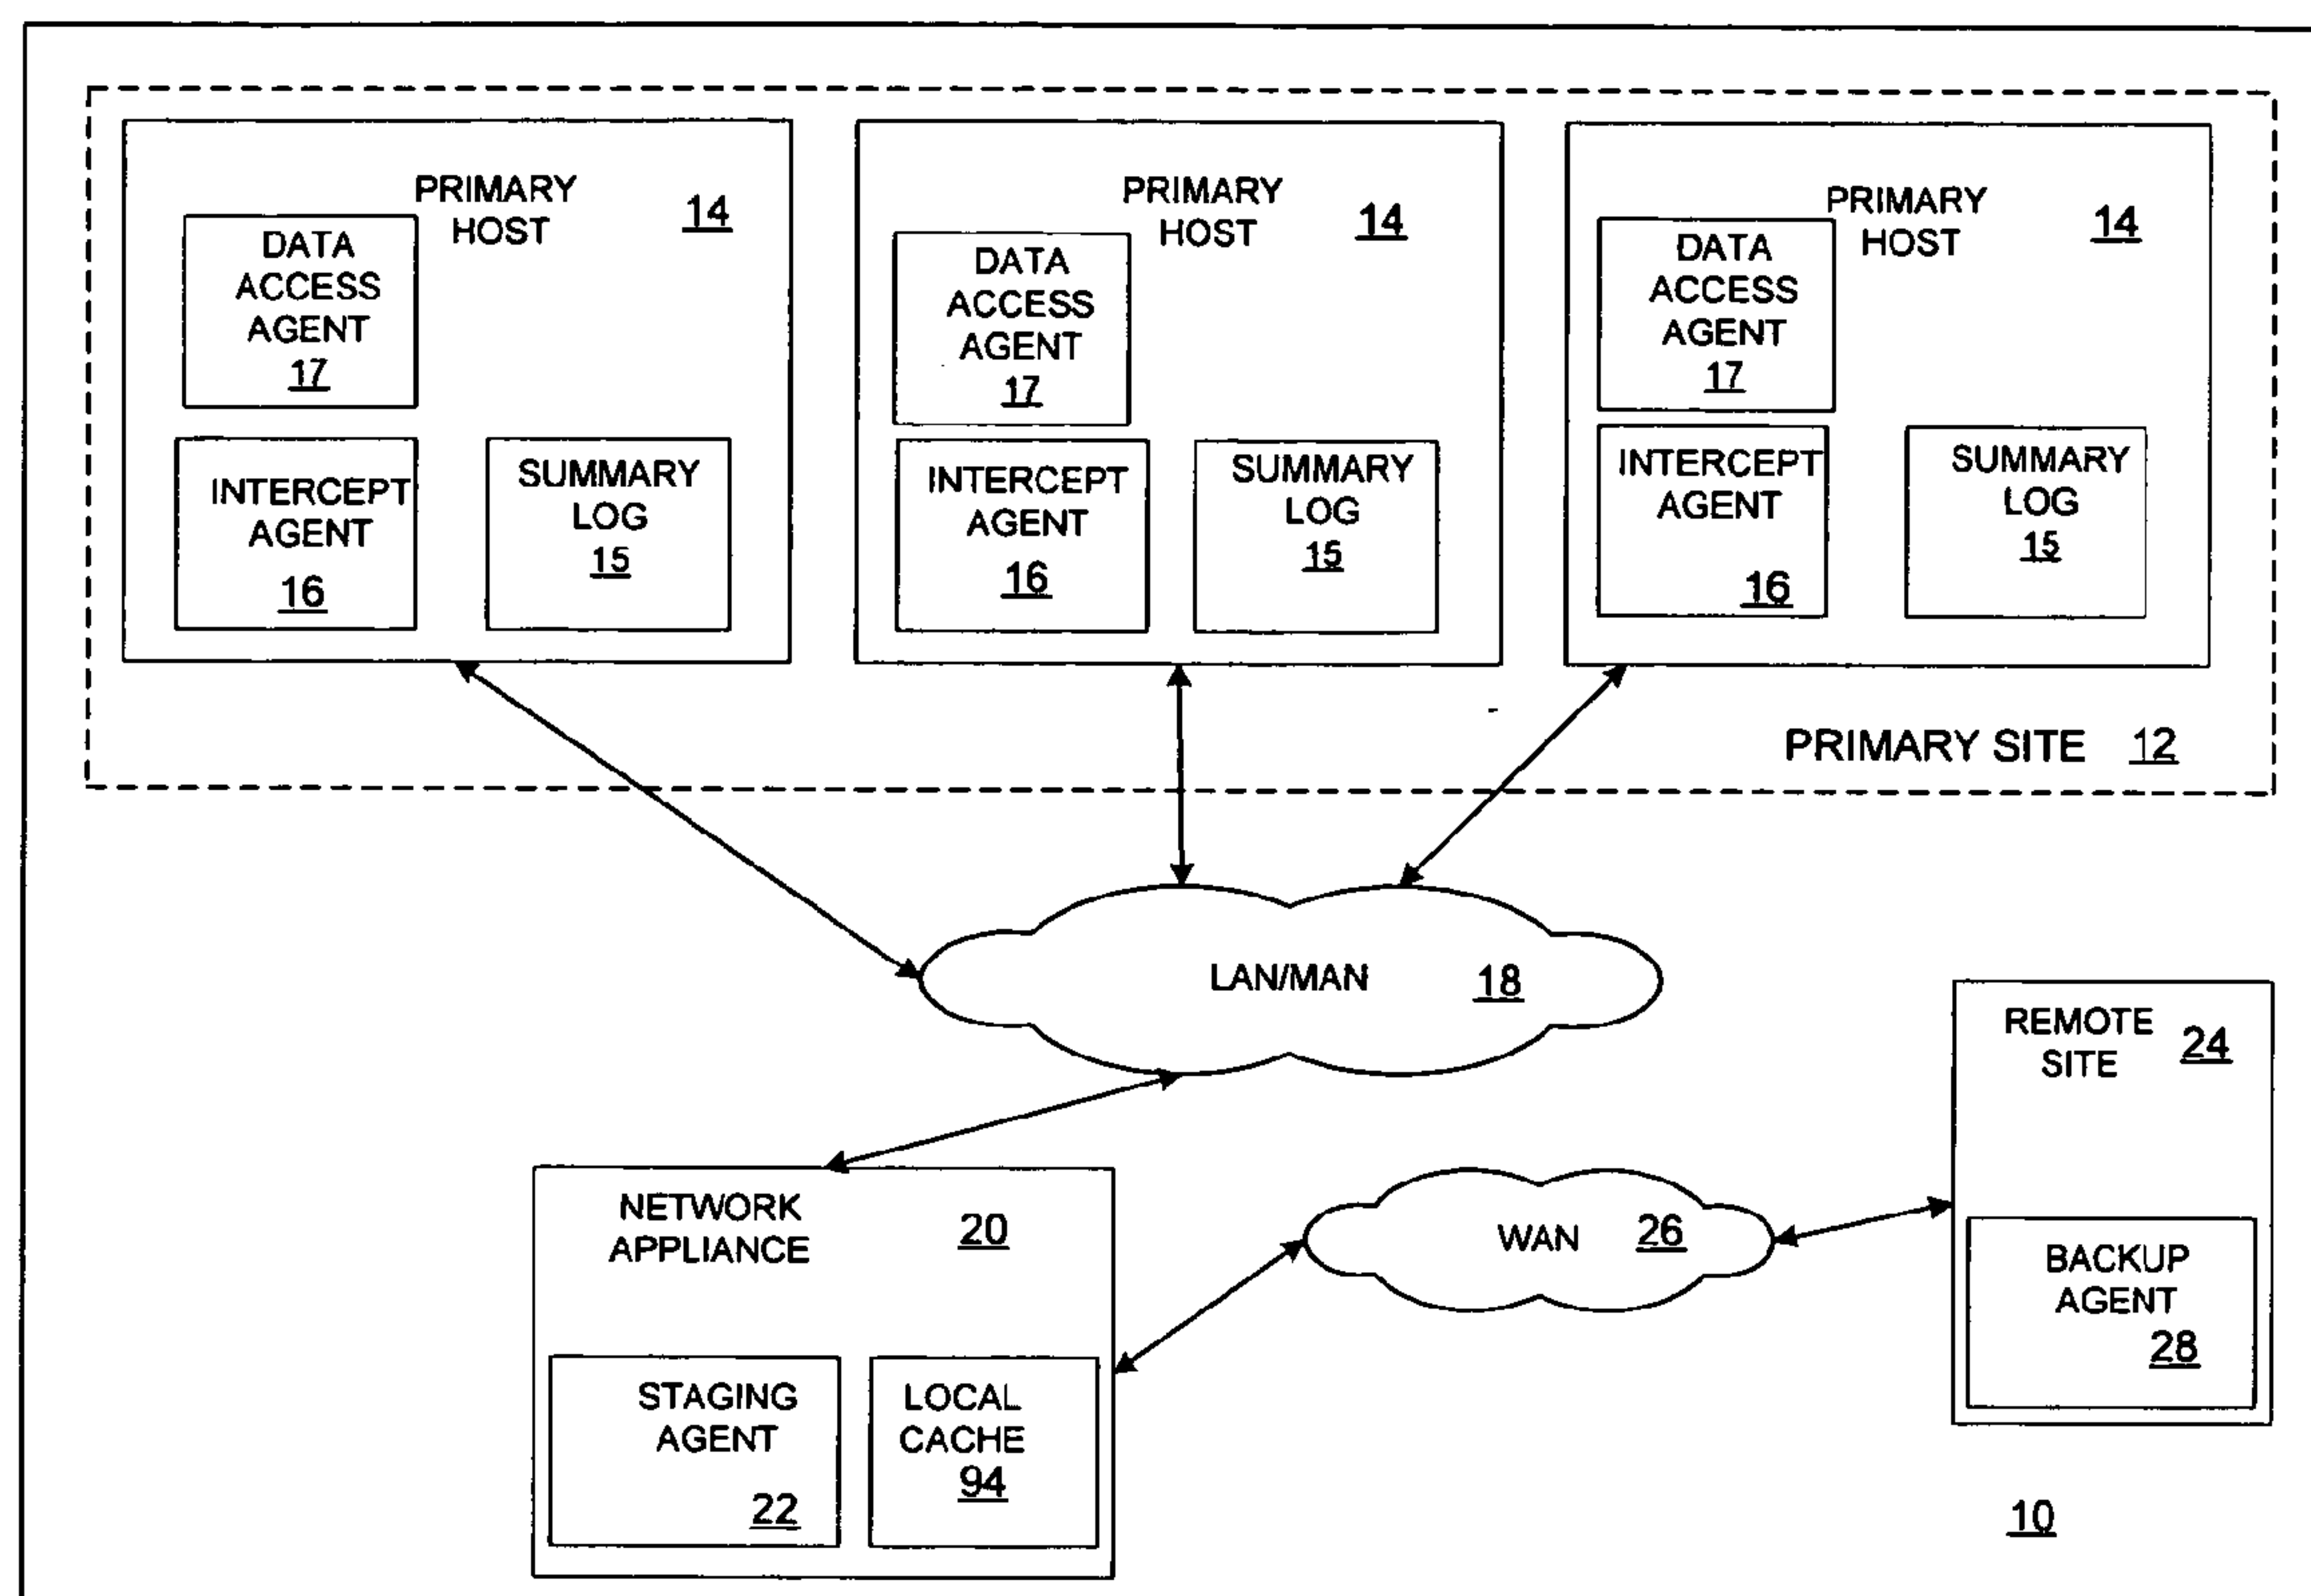 PRIMARY
HOST
14
DATA
ACCESS
AGENT
17
INTERCEPT
AGENT
16
SUMMARY
LOG
15
PRIMARY
HOST
14
DATA
ACCESS
AGENT
17
INTERCEPT
AGENT
16
SUMMARY
LOG
15
PRIMARY
HOST
14
DATA
ACCESS
AGENT
17
INTERCEPT
AGENT
16
SUMMARY
LOG
15
PRIMARY SITE 12
LAN/MAN 18
REMOTE
SITE
24
BACKUP
AGENT
28
NETWORK
APPLIANCE
20
WAN 26
STAGING
AGENT
22
LOCAL
CACHE
94
10